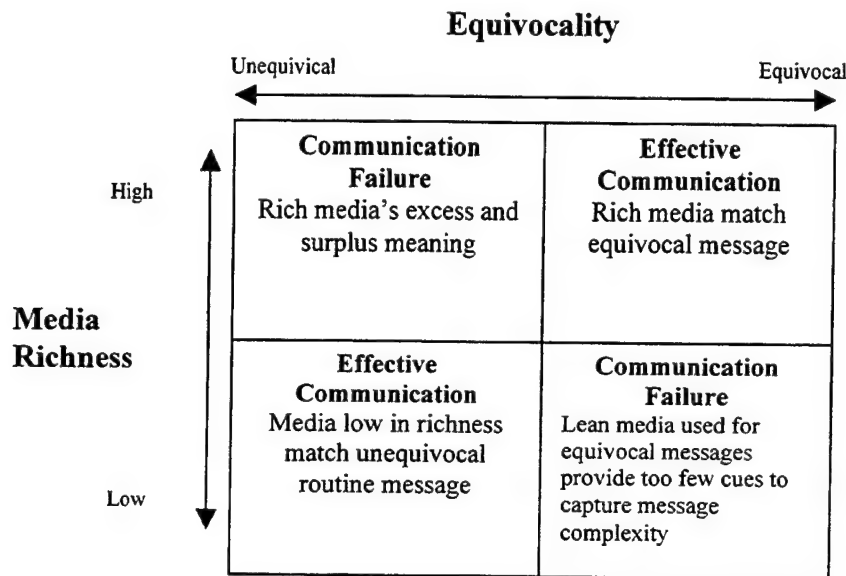 Equivocality
Unequivical
Equivocal
High
Communication
Failure
Rich media's excess and
surplus meaning
Effective
Communication
Rich media match
equivocal message
Media
Richness
Low
Effective
Communication
Media low in richness
match unequivocal
routine message
Communication
Failure
Lean media used for
equivocal messages
provide too few cues to
capture message
complexity